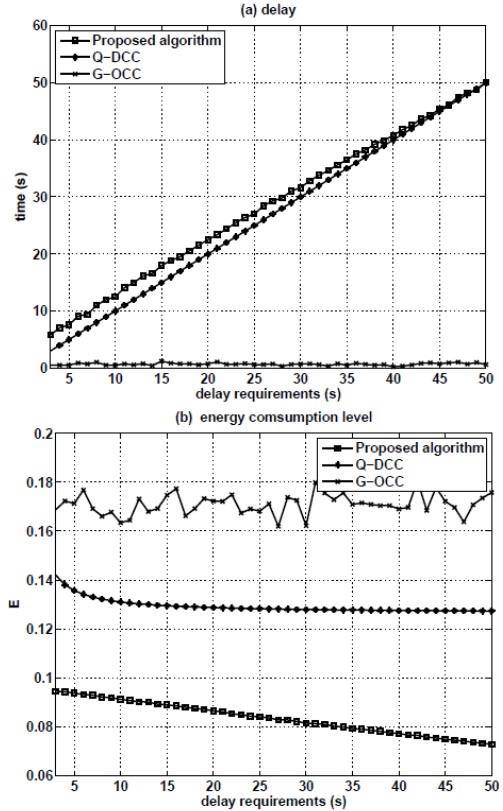 (a) delay
60
50
40
30
20
10
0
time (s)
Proposed algorithm
Q−DCC
G−OCC
5 10 15 20 25 30 35 40 45 50
delay requirements (s)
(b) energy comsumption level
0.2
0.18
0.16
0.14
0.12
0.1
0.08
0.06
E
Proposed algorithm
Q−DCC
G−OCC
5 10 15 20 25 30 35 40 45 50
delay requirements (s)